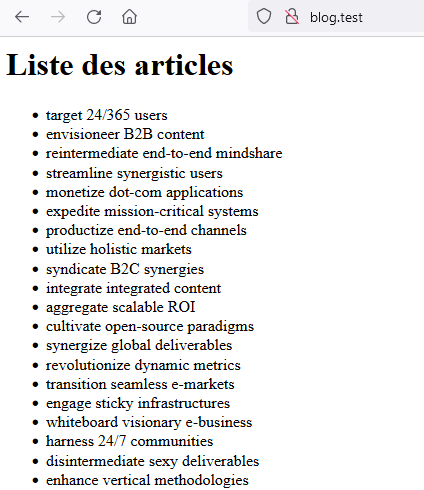 blog.test
Liste des articles
target 24/365 users
envisioneer B2B content
reintermediate end-to-end mindshare
streamline synergistic users
monetize dot-com applications
expedite mission-critical systems
productize end-to-end channels
utilize holistic markets
syndicate B2C synergies
integrate integrated content
aggregate scalable ROI
cultivate open-source paradigms
synergize global deliverables
revolutionize dynamic metrics
transition seamless e-markets
engage sticky infrastructures
whiteboard visionary e-business
harness 24/7 communities
disintermediate sexy deliverables
enhance vertical methodologies